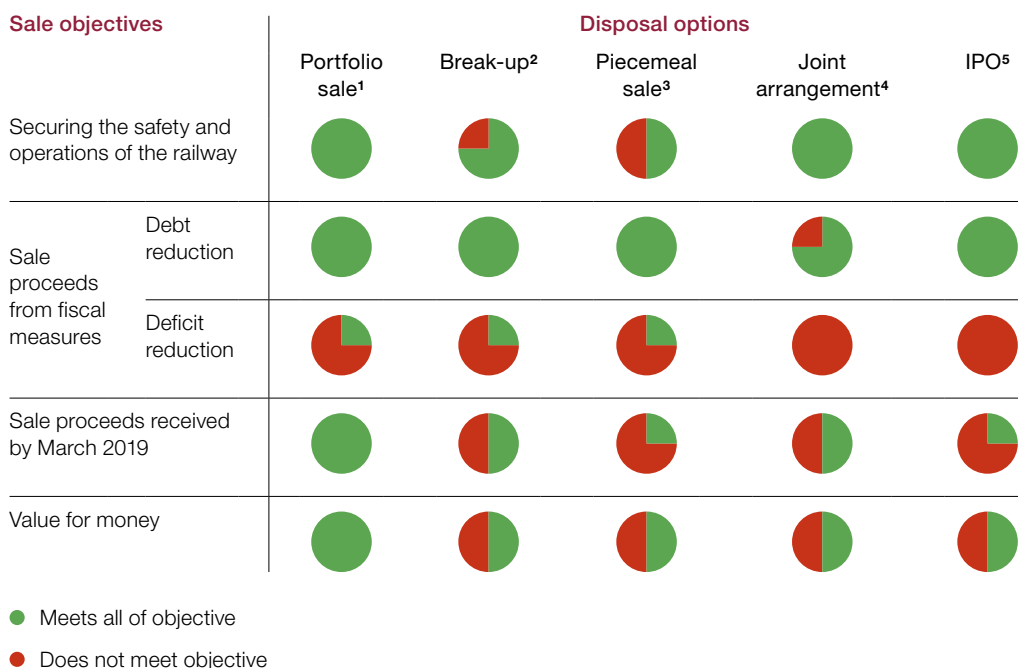 Sale objectives
Disposal options
Portfolio
sale¹
Break-up²
Piecemeal
sale³
Joint
arrangement⁴
IPO⁵
Securing the safety and
operations of the railway
Sale
proceeds
from fiscal
measures
Debt
reduction
Deficit
reduction
Sale proceeds received
by March 2019
Value for money
Meets all of objective
Does not meet objective